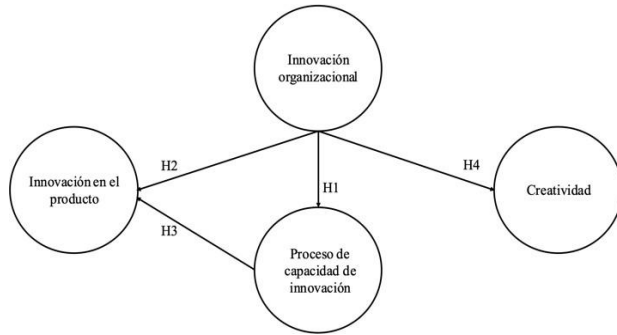 Innovación
organizacional
H2
H4
Innovación en el
producto
H1
Creatividad
H3
Proceso de
capacidad de
innovación